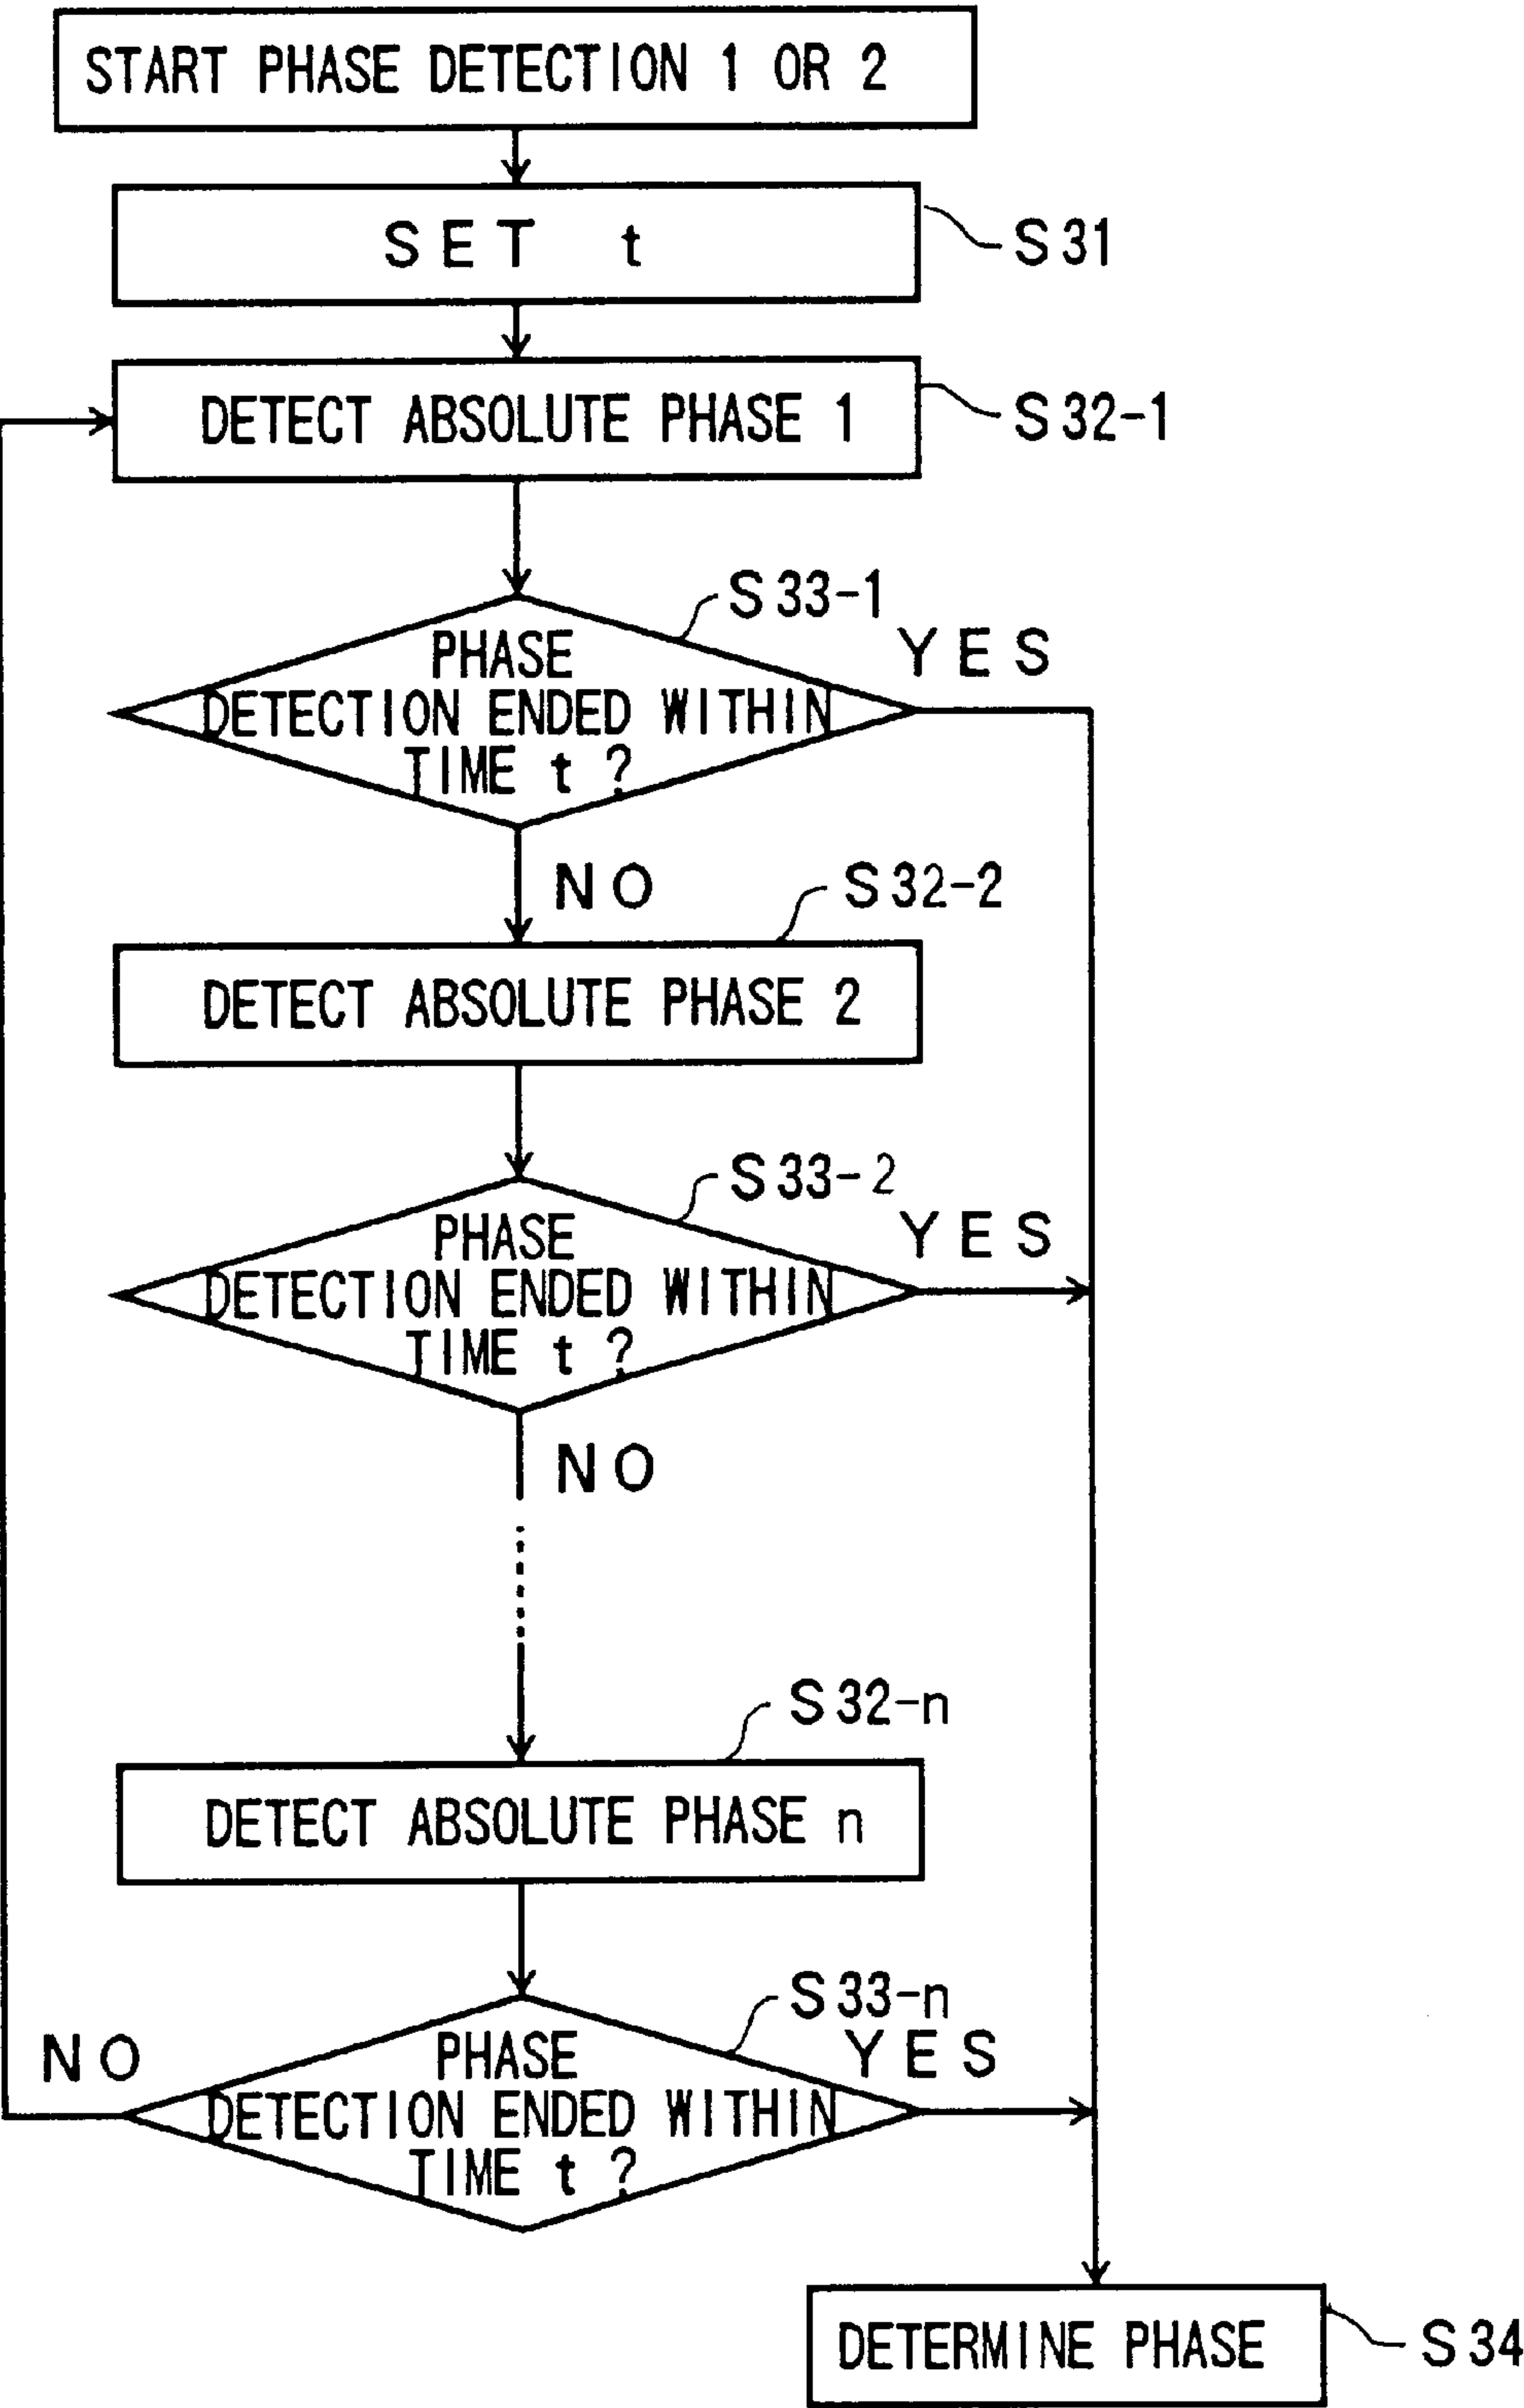 START PHASE DETECTION 1 OR 2
SET t
S31
DETECT ABSOLUTE PHASE 1
S32-1
S33-1
PHASE
DETECTION ENDED WITHIN
TIME t ?
YES
NO
S32-2
DETECT ABSOLUTE PHASE 2
S33-2
PHASE
DETECTION ENDED WITHIN
TIME t ?
YES
NO
S32-n
DETECT ABSOLUTE PHASE n
S33-n
PHASE
DETECTION ENDED WITHIN
TIME t ?
YES
NO
DETERMINE PHASE
S34